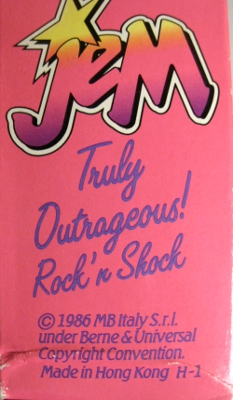 JEM
Truly
Outrageous!
Rock'n Shock
© 1986 MB Italy S.r.l.
under Berne & Universal
Copyright Convention.
Made in Hong Kong H-1